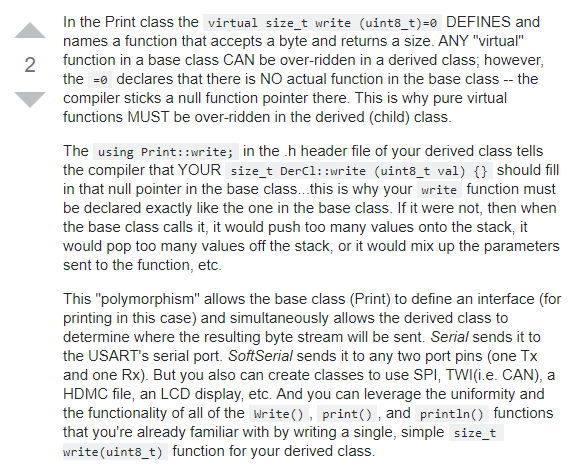 In the Print class the virtual size_t write (uint8_t)=0 DEFINES and
names a function that accepts a byte and returns a size. ANY "virtual"
2
function in a base class CAN be over-ridden in a derived class; however,
the =0 declares that there is NO actual function in the base class -- the
compiler sticks a null function pointer there. This is why pure virtual
functions MUST be over-ridden in the derived (child) class.
The using Print::write; in the .h header file of your derived class tells
the compiler that YOUR size_t DerCl::write (uint8_t val) {} should fill
in that null pointer in the base class...this is why your write function must
be declared exactly like the one in the base class. If it were not, then when
the base class calls it, it would push too many values onto the stack, it
would pop too many values off the stack, or it would mix up the parameters
sent to the function, etc.
This "polymorphism" allows the base class (Print) to define an interface (for
printing in this case) and simultaneously allows the derived class to
determine where the resulting byte stream will be sent. Serial sends it to
the USART's serial port. SoftSerial sends it to any two port pins (one Tx
and one Rx). But you also can create classes to use SPI, TWI(i.e. CAN), a
HDMC file, an LCD display, etc. And you can leverage the uniformity and
the functionality of all of the Write() , print() , and println() functions
that you're already familiar with by writing a single, simple size_t
write(uint8_t) function for your derived class.